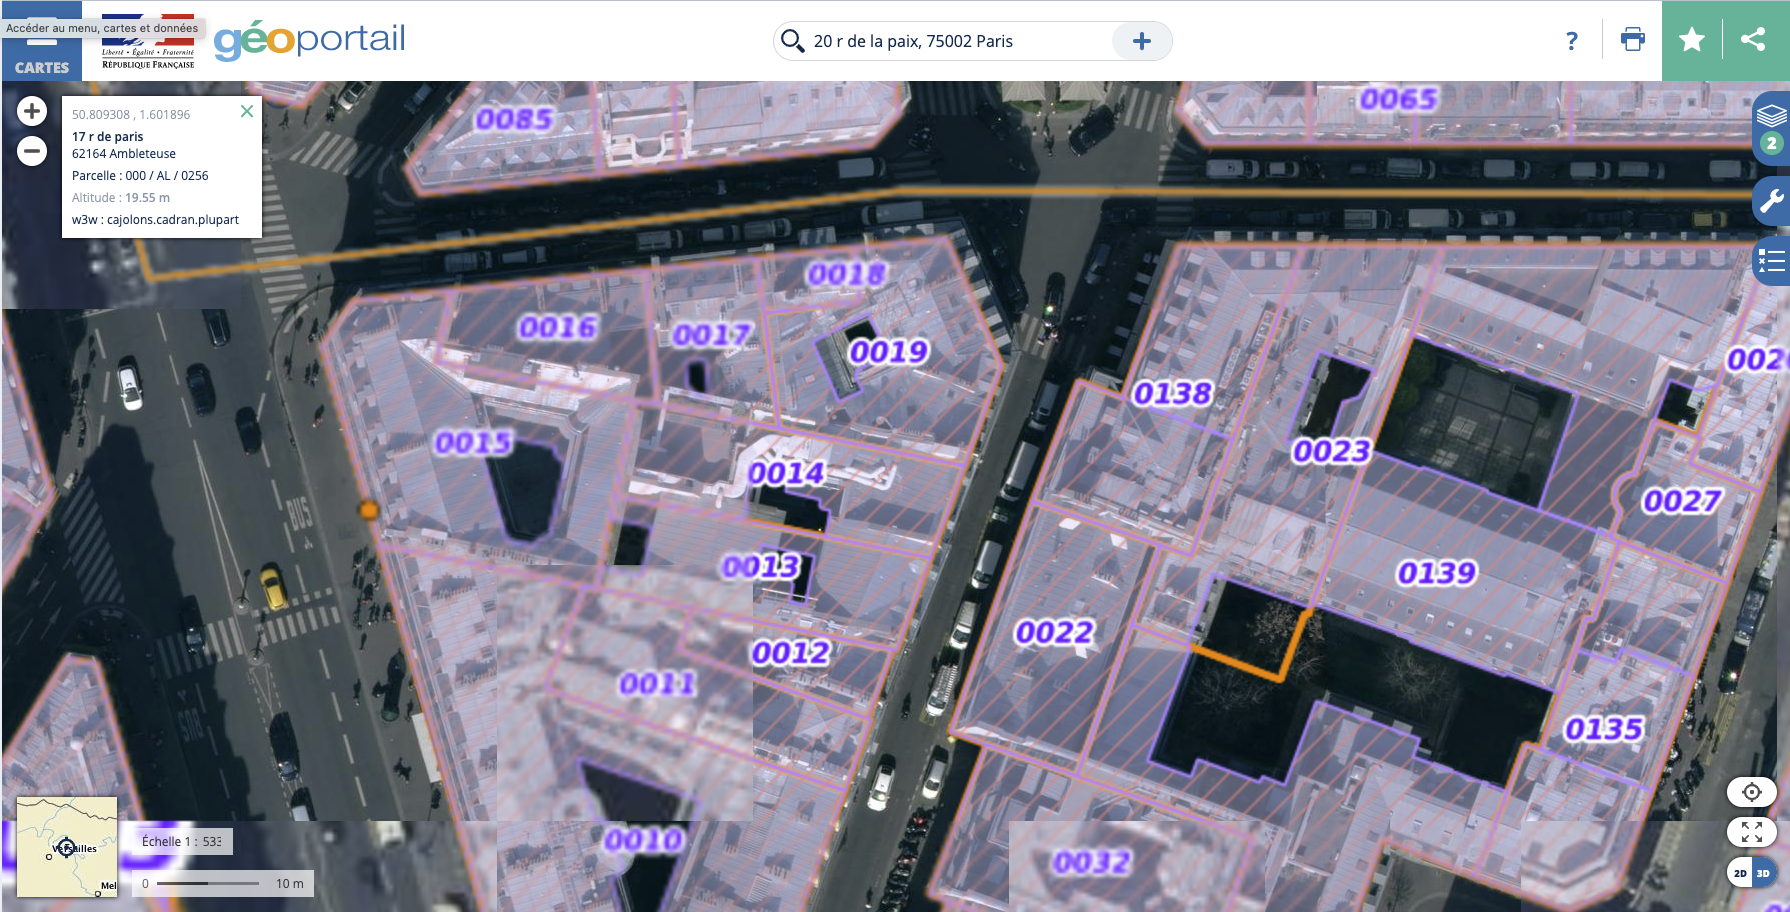 Accéder au menu, cartes et données
CARTES
Liberté • Égalité • Fraternité
RÉPUBLIQUE FRANÇAISE
géoportail
20 r de la paix, 75002 Paris
+
?
50.809308 , 1.601896
17 r de paris
62164 Ambleteuse
Parcelle : 000 / AL / 0256
Altitude : 19.55 m
w3w : cajolons.cadran.plupart
2
0085
0065
0018
0016
0017
0019
0138
0015
0014
0023
0027
BUS
0013
0139
0022
0012
0011
0135
BUS
0010
0032
Versailles
Mel
Échelle 1 : 533
0
10 m
2D
3D